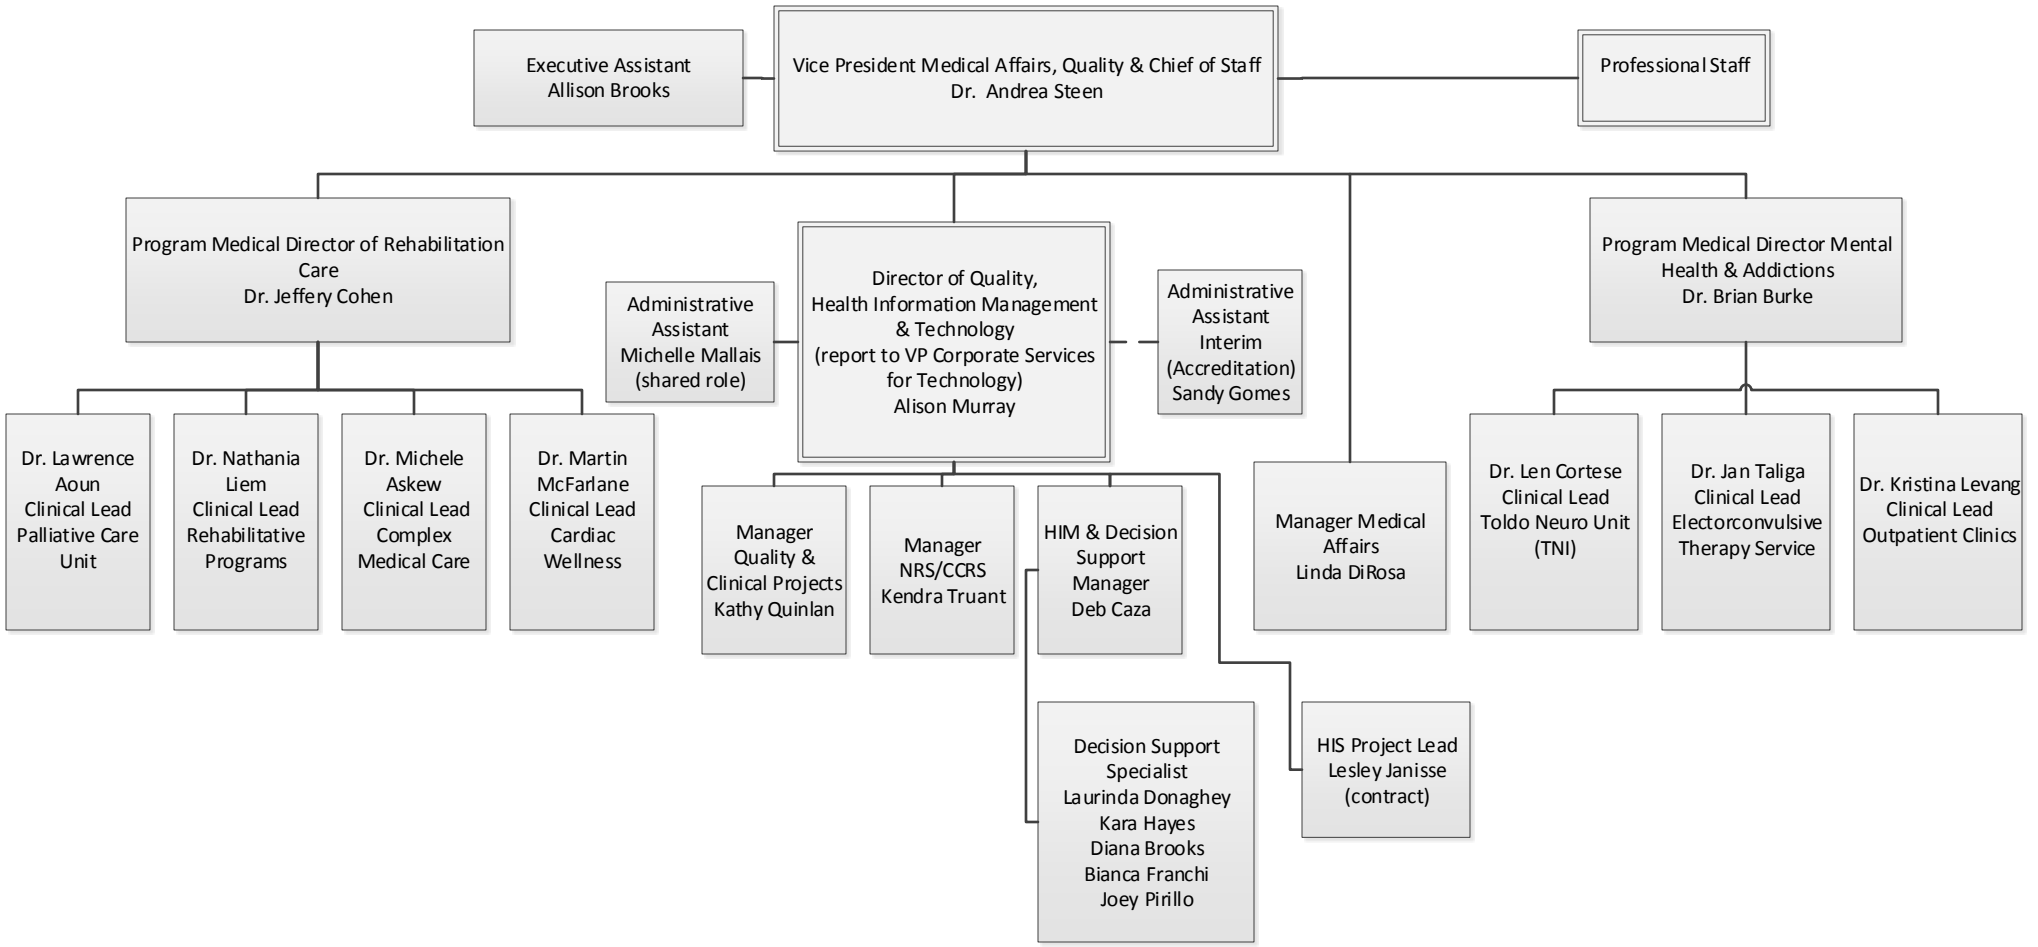 Executive Assistant
Allison Brooks
Vice President Medical Affairs, Quality & Chief of Staff
Dr.  Andrea Steen
Professional Staff
Program Medical Director of Rehabilitation
Care
Dr. Jeffery Cohen
Administrative
Assistant
Michelle Mallais
(shared role)
Director of Quality,
Health Information Management
& Technology
(report to VP Corporate Services
for Technology)
Alison Murray
Administrative
Assistant
Interim
(Accreditation)
Sandy Gomes
Program Medical Director Mental
Health & Addictions
Dr. Brian Burke
Dr. Lawrence
Aoun
Clinical Lead
Palliative Care
Unit
Dr. Nathania
Liem
Clinical Lead
Rehabilitative
Programs
Dr. Michele
Askew
Clinical Lead
Complex
Medical Care
Dr. Martin
McFarlane
Clinical Lead
Cardiac
Wellness
Manager
Quality &
Clinical Projects
Kathy Quinlan
Manager
NRS/CCRS
Kendra Truant
HIM & Decision
Support
Manager
Deb Caza
Manager Medical
Affairs
Linda DiRosa
Dr. Len Cortese
Clinical Lead
Toldo Neuro Unit
(TNI)
Dr. Jan Taliga
Clinical Lead
Electorconvulsive
Therapy Service
Dr. Kristina Levang
Clinical Lead
Outpatient Clinics
Decision Support
Specialist
Laurinda Donaghey
Kara Hayes
Diana Brooks
Bianca Franchi
Joey Pirillo
HIS Project Lead
Lesley Janisse
(contract)